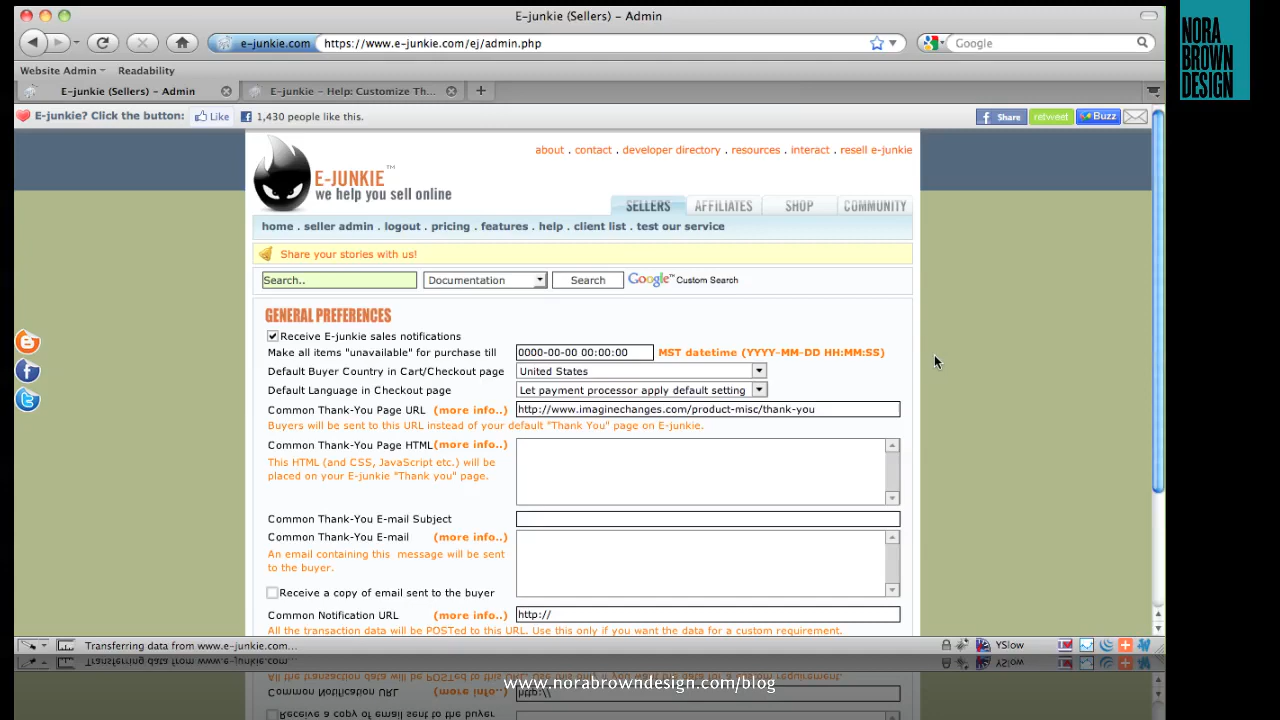 E-junkie (Sellers) - Admin
NORA
BROWN
DESIGN
e-junkie.com https://www.e-junkie.com/ej/admin.php Google
Website Admin Readability
E-junkie (Sellers) - Admin E-junkie – Help: Customize Th...
E-junkie? Click the button: Like 1,430 people like this. Share retweet Buzz
about . contact . developer directory . resources . interact . resell e-junkie
E-JUNKIE™
we help you sell online
SELLERS AFFILIATES SHOP COMMUNITY
home . seller admin . logout . pricing . features . help . client list . test our service
Share your stories with us!
Search.. Documentation Search Google™ Custom Search
GENERAL PREFERENCES
Receive E-junkie sales notifications
Make all items "unavailable" for purchase till 0000-00-00 00:00:00 MST datetime (YYYY-MM-DD HH:MM:SS)
Default Buyer Country in Cart/Checkout page United States
Default Language in Checkout page Let payment processor apply default setting
Common Thank-You Page URL (more info..) http://www.imaginechanges.com/product-misc/thank-you
Buyers will be sent to this URL instead of your default "Thank You" page on E-junkie.
Common Thank-You Page HTML(more info..)
This HTML (and CSS, JavaScript etc.) will be
placed on your E-junkie "Thank you" page.
Common Thank-You E-mail Subject
Common Thank-You E-mail (more info..)
An email containing this message will be sent
to the buyer.
Receive a copy of email sent to the buyer
Common Notification URL (more info..) http://
All the transaction data will be POSTed to this URL. Use this only if you want the data for a custom requirement.
Transferring data from www.e-junkie.com... YSlow
www.norabrowndesign.com/blog